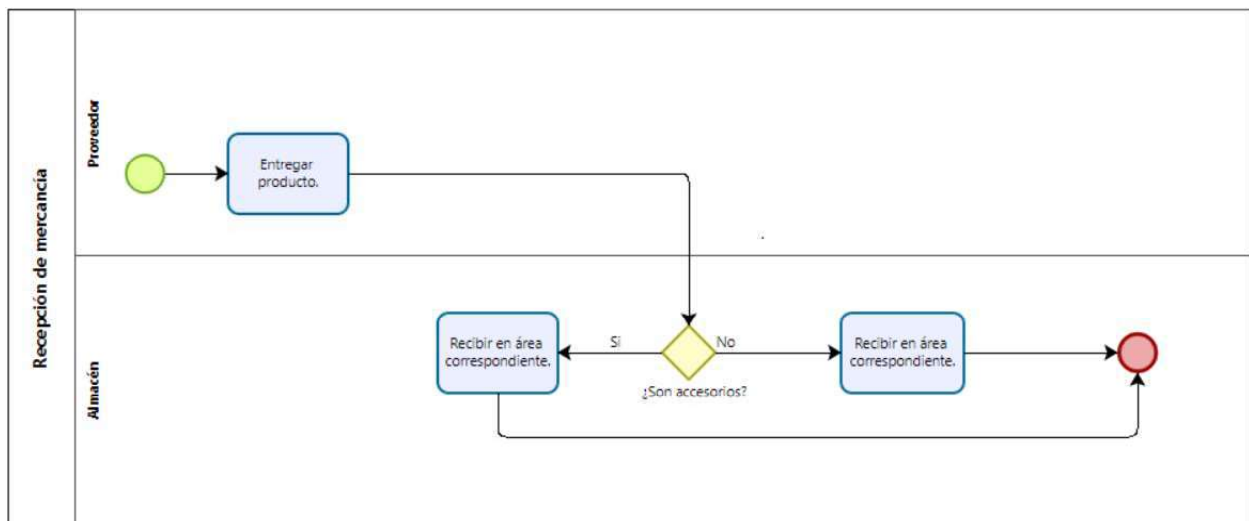 Recepción de mercancía
Proveedor
Entregar
producto.
Almacén
Recibir en área
correspondiente.
Si
No
¿Son accesorios?
Recibir en área
correspondiente.